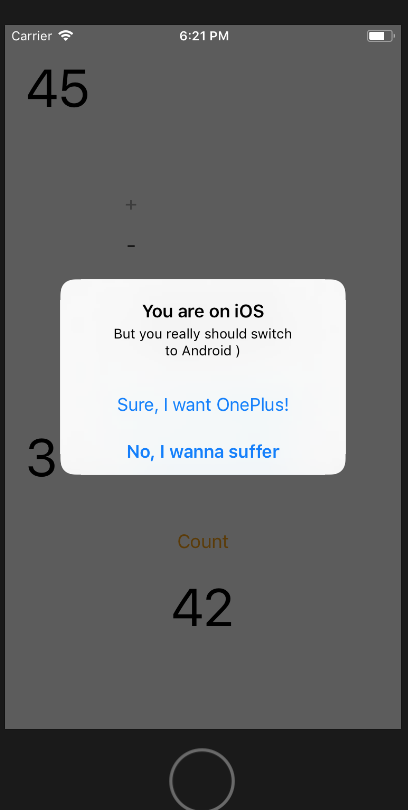 Carrier 6:21 PM
45
+
-
You are on iOS
But you really should switch
to Android )
Sure, I want OnePlus!
3
No, I wanna suffer
Count
42